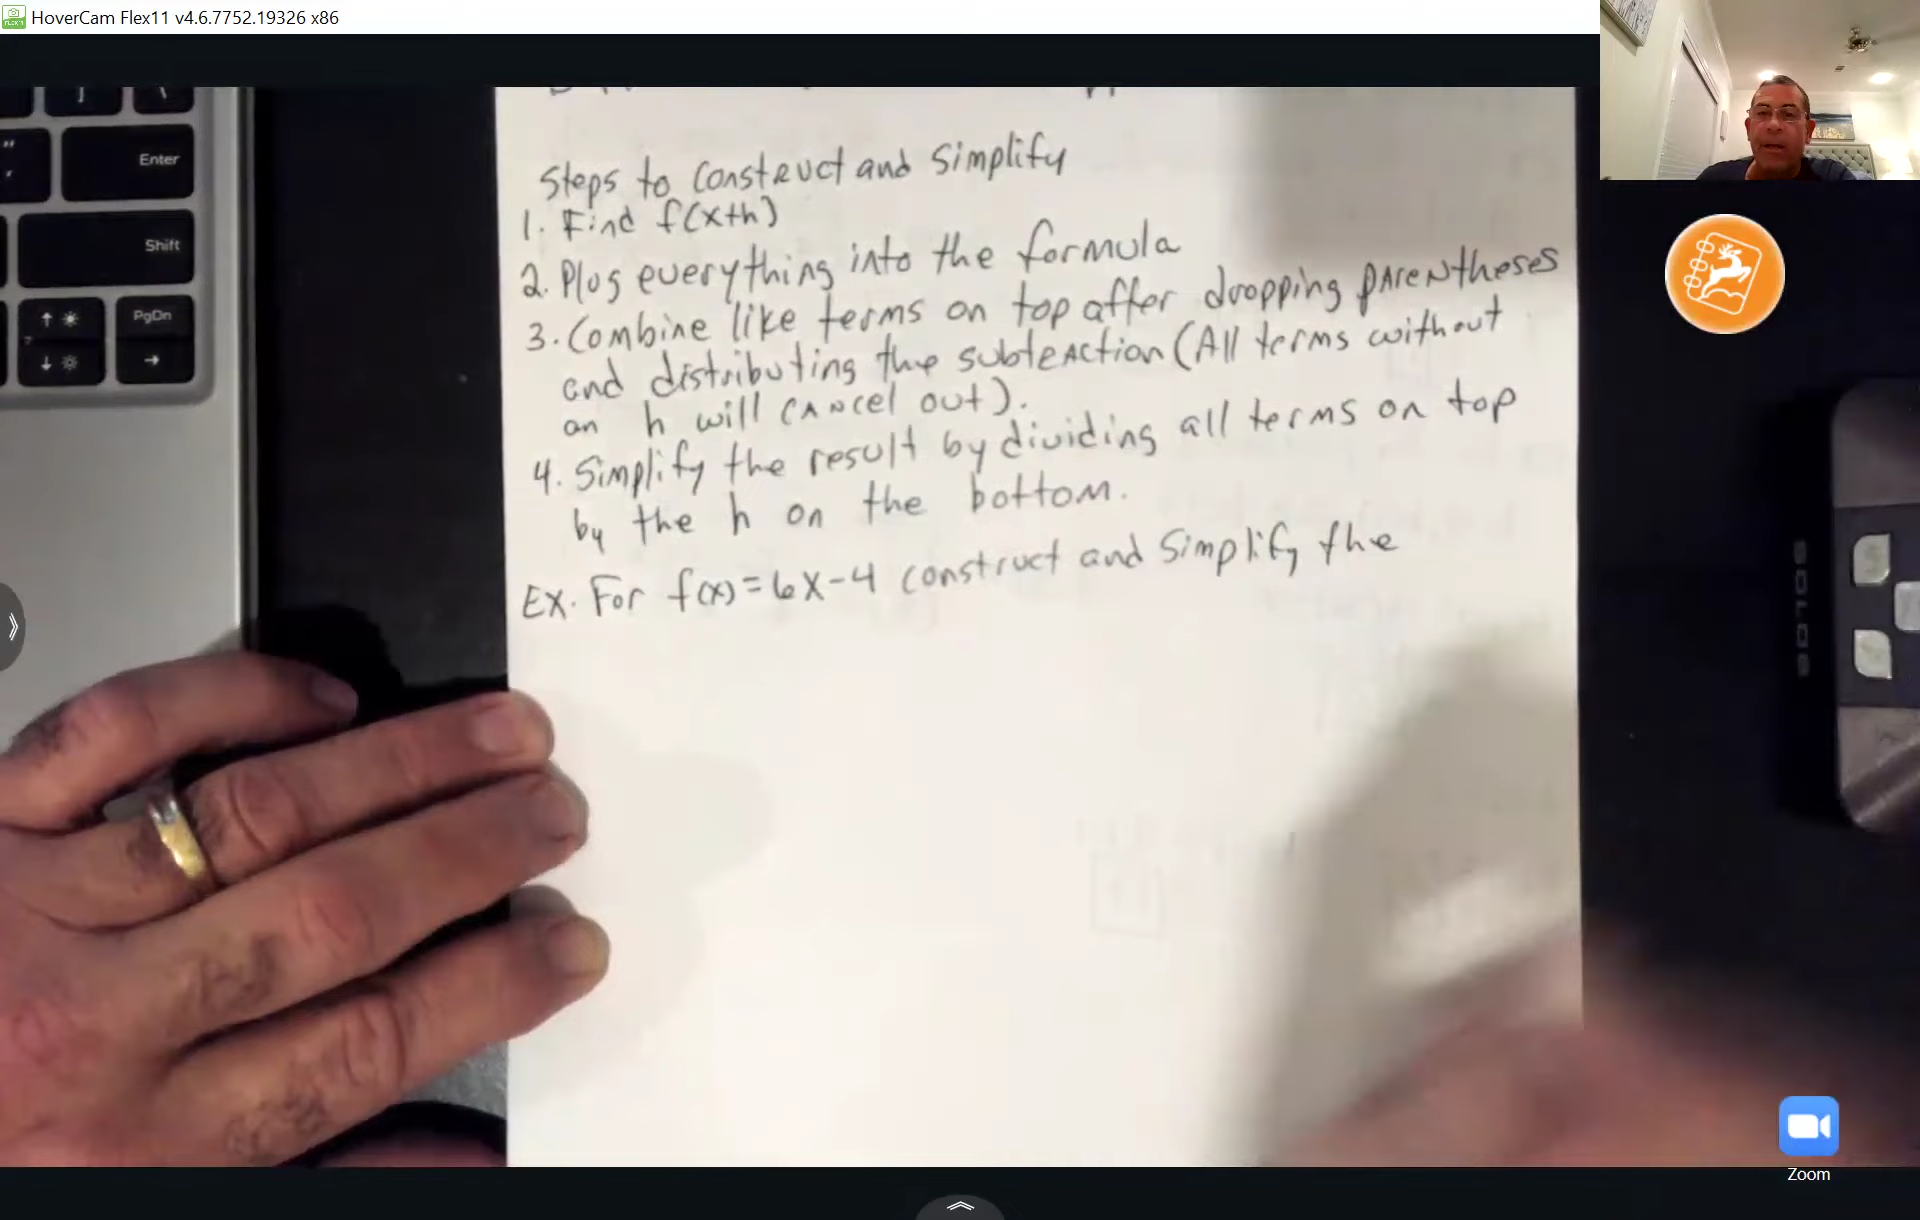 HoverCam Flex11 v4.6.7752.19326 x86
Enter
Shift
PgDn
Steps to construct and simplify
1. Find f(x+h)
2. Plug everything into the formula
3. Combine like terms on top after dropping parentheses
and distributing the subtraction (All terms without
an h will cancel out).
4. Simplify the result by dividing all terms on top
by the h on the bottom.
Ex. For f(x)=6x-4 construct and simplify the
Zoom